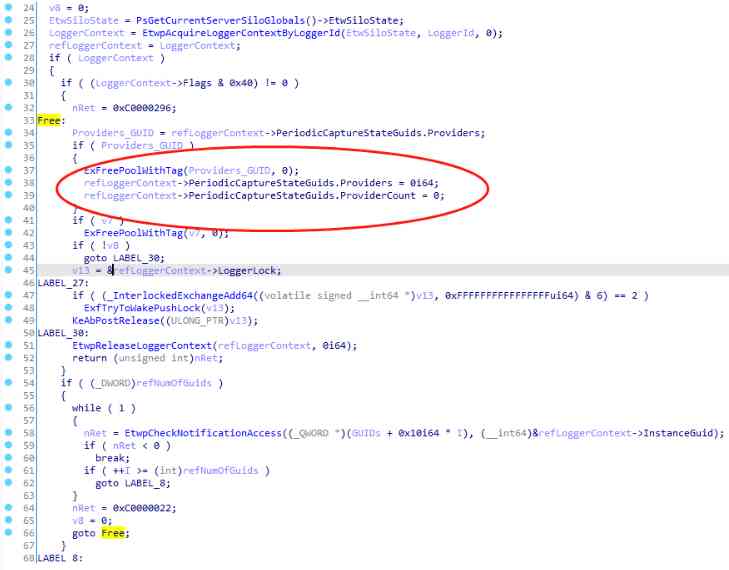 24 v8 = 0;
25 EtwSiloState = PsGetCurrentServerSiloGlobals()->EtwSiloState;
26 LoggerContext = EtwpAcquireLoggerContextByLoggerId(EtwSiloState, LoggerId, 0);
27 refLoggerContext = LoggerContext;
28 if ( LoggerContext )
29 {
30 if ( (LoggerContext->Flags & 0x40) != 0 )
31 {
32 nRet = 0xC0000296;
33 Free:
34 Providers_GUID = refLoggerContext->PeriodicCaptureStateGuids.Providers;
35 if ( Providers_GUID )
36 {
37 ExFreePoolWithTag(Providers_GUID, 0);
38 refLoggerContext->PeriodicCaptureStateGuids.Providers = 0i64;
39 refLoggerContext->PeriodicCaptureStateGuids.ProviderCount = 0;
40 }
41 if ( v7 )
42 ExFreePoolWithTag(v7, 0);
43 if ( !v8 )
44 goto LABEL_30;
45 v13 = &refLoggerContext->LoggerLock;
46 LABEL_27:
47 if ( (_InterlockedExchangeAdd64((volatile signed __int64 *)v13, 0xFFFFFFFFFFFFFFFFui64) & 6) == 2 )
48 ExfTryToWakePushLock(v13);
49 KeAbPostRelease((ULONG_PTR)v13);
50 LABEL_30:
51 EtwpReleaseLoggerContext(refLoggerContext, 0i64);
52 return (unsigned int)nRet;
53 }
54 if ( (_DWORD)refNumOfGuids )
55 {
56 while ( 1 )
57 {
58 nRet = EtwpCheckNotificationAccess((_QWORD *)(GUIDs + 0x10i64 * I), (__int64)&refLoggerContext->InstanceGuid);
59 if ( nRet < 0 )
60 break;
61 if ( ++I >= (int)refNumOfGuids )
62 goto LABEL_8;
63 }
64 nRet = 0xC0000022;
65 v8 = 0;
66 goto Free;
67 }
68 LABEL_8: